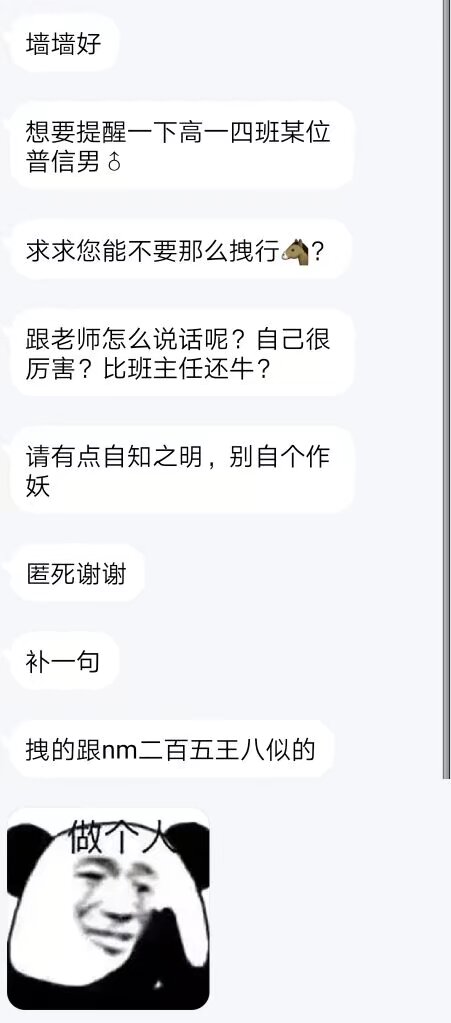 墙墙好
想要提醒一下高一四班某位
普信男♂
求求您能不要那么拽行🐴?
跟老师怎么说话呢？自己很
厉害？比班主任还牛？
请有点自知之明，别自个作
妖
匿死谢谢
补一句
拽的跟nm二百五王八似的
做个人